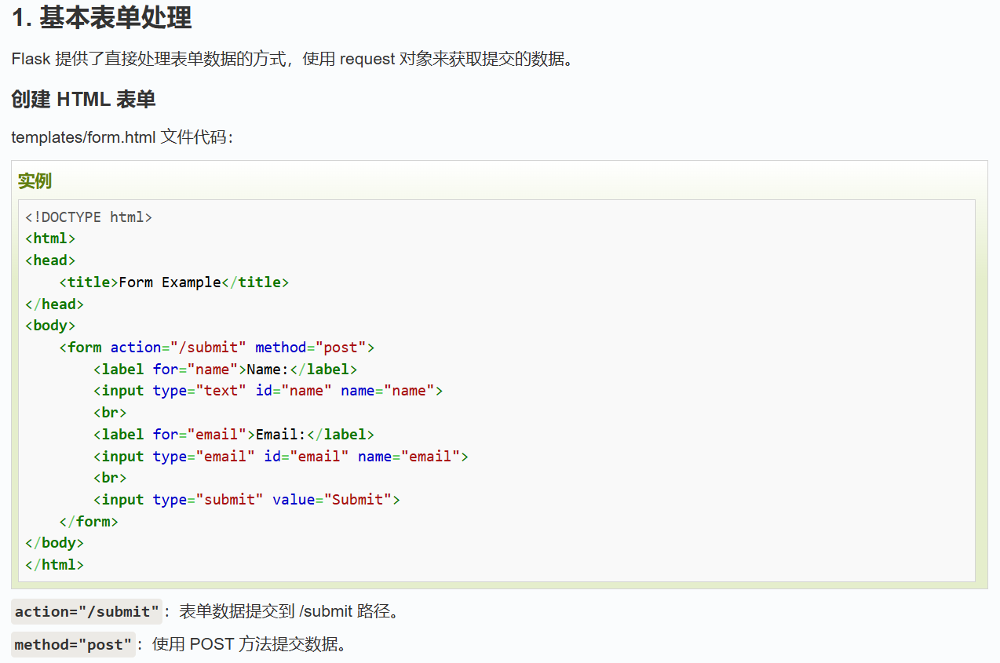 1. 基本表单处理
Flask 提供了直接处理表单数据的方式，使用 request 对象来获取提交的数据。
创建 HTML 表单
templates/form.html 文件代码：
实例
<!DOCTYPE html>
<html>
<head>
    <title>Form Example</title>
</head>
<body>
    <form action="/submit" method="post">
        <label for="name">Name:</label>
        <input type="text" id="name" name="name">
        <br>
        <label for="email">Email:</label>
        <input type="email" id="email" name="email">
        <br>
        <input type="submit" value="Submit">
    </form>
</body>
</html>
action="/submit"：表单数据提交到 /submit 路径。
method="post"：使用 POST 方法提交数据。